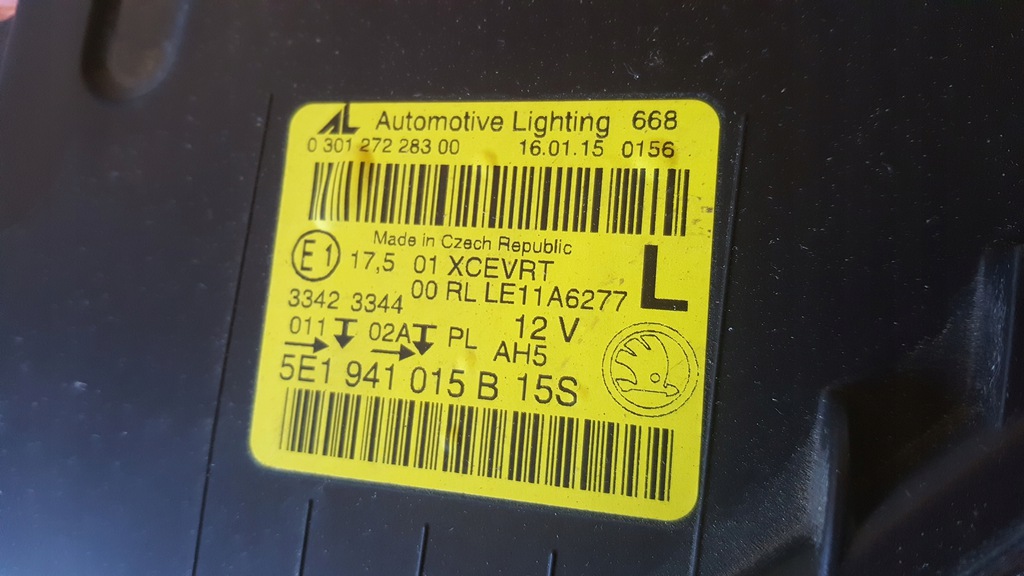 AL Automotive Lighting 668
0 301 272 283 00 16.01.15 0156
Made in Czech Republic
E1 17,5 01 XCEVRT L
00 RL LE11A6277
3342 3344 12 V
011 02A PL AH5
5E1 941 015 B 15S